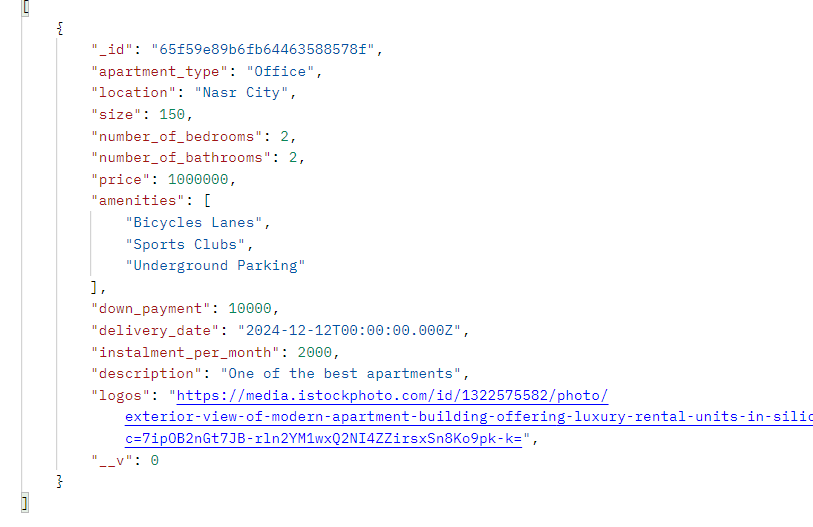 [
{
"_id": "65f59e89b6fb64463588578f",
"apartment_type": "Office",
"location": "Nasr City",
"size": 150,
"number_of_bedrooms": 2,
"number_of_bathrooms": 2,
"price": 1000000,
"amenities": [
"Bicycles Lanes",
"Sports Clubs",
"Underground Parking"
],
"down_payment": 10000,
"delivery_date": "2024-12-12T00:00:00.000Z",
"instalment_per_month": 2000,
"description": "One of the best apartments",
"logos": "https://media.istockphoto.com/id/1322575582/photo/
exterior-view-of-modern-apartment-building-offering-luxury-rental-units-in-silic
c=7ipOB2nGt7JB-rln2YM1wxQ2NI4ZZirsxSn8Ko9pk-k=",
"__v": 0
}
]